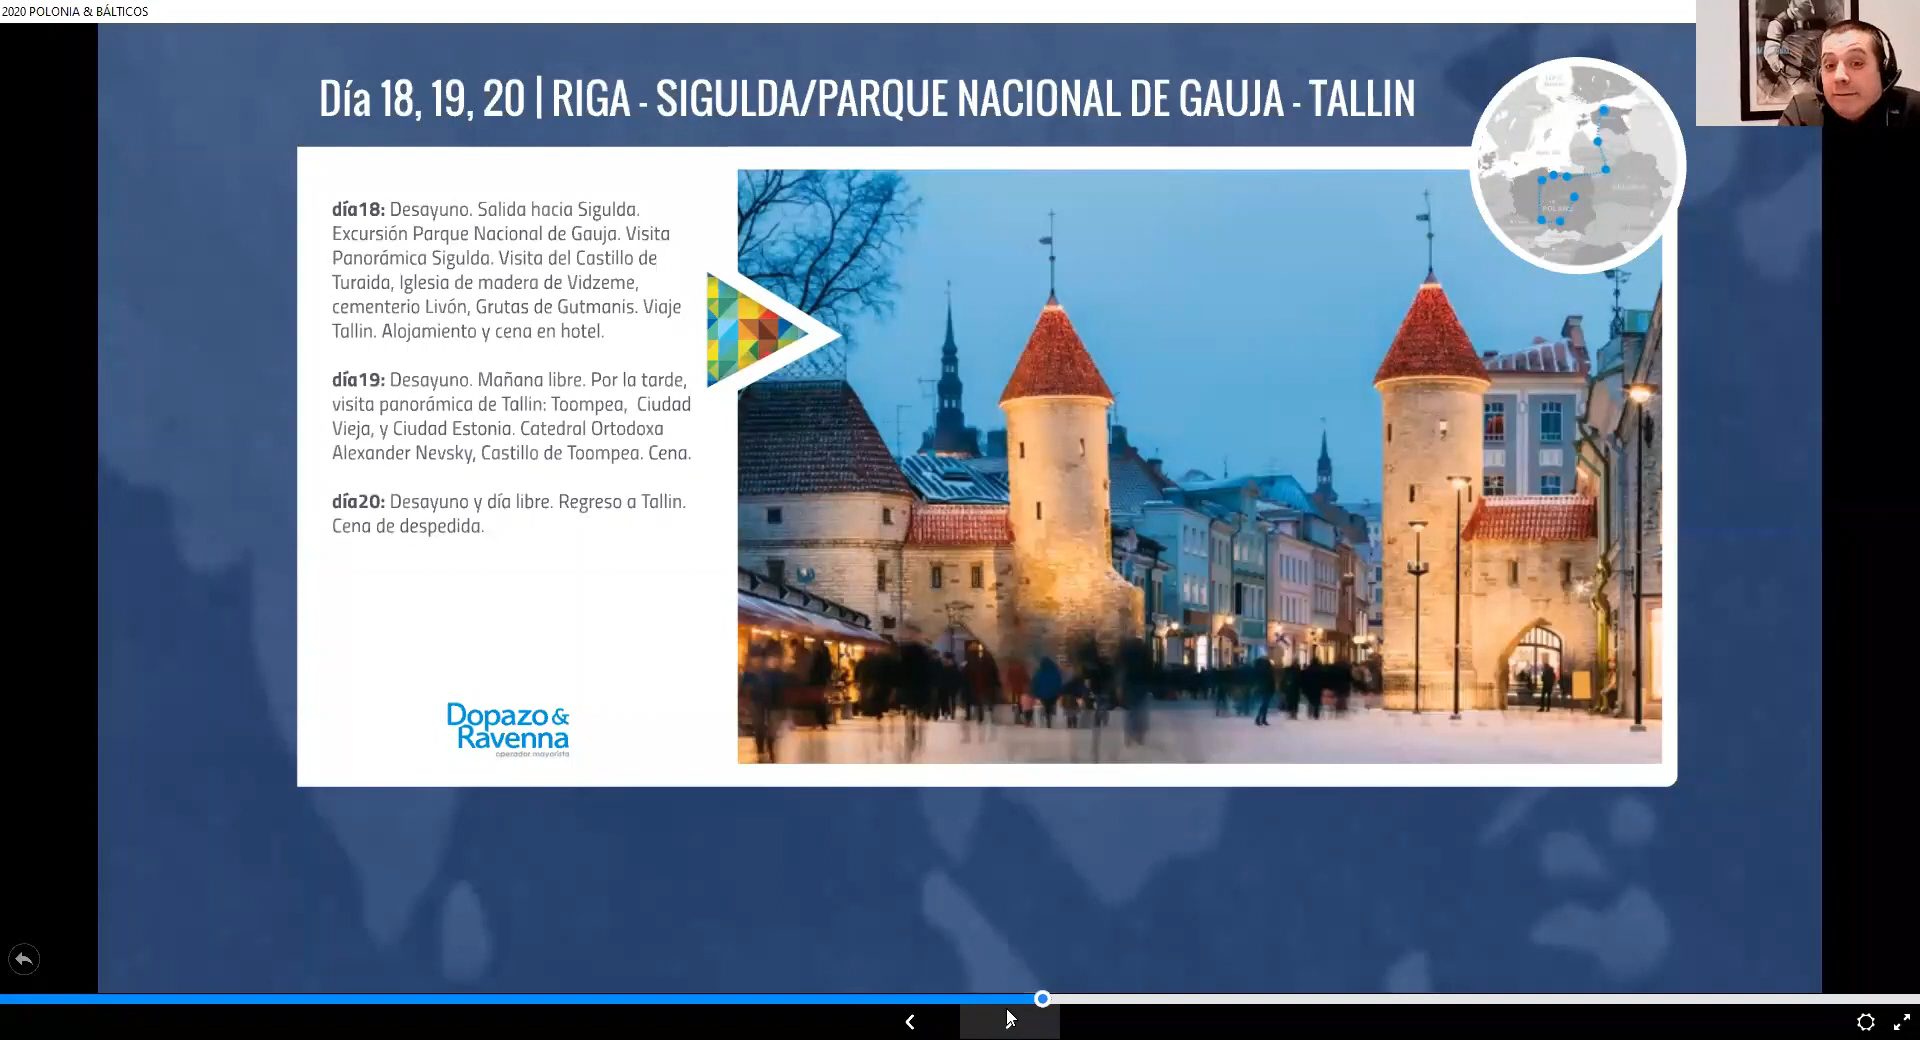 2020 POLONIA & BÁLTICOS
Día 18, 19, 20 | RIGA - SIGULDA/PARQUE NACIONAL DE GAUJA - TALLIN
día18: Desayuno. Salida hacia Sigulda.
Excursión Parque Nacional de Gauja. Visita
Panorámica Sigulda. Visita del Castillo de
Turaida, Iglesia de madera de Vidzeme,
cementerio Livón, Grutas de Gutmanis. Viaje
Tallin. Alojamiento y cena en hotel.
día19: Desayuno. Mañana libre. Por la tarde,
visita panorámica de Tallin: Toompea, Ciudad
Vieja, y Ciudad Estonia. Catedral Ortodoxa
Alexander Nevsky, Castillo de Toompea. Cena.
día20: Desayuno y día libre. Regreso a Tallin.
Cena de despedida.
Dopazo &
Ravenna
operador mayorista